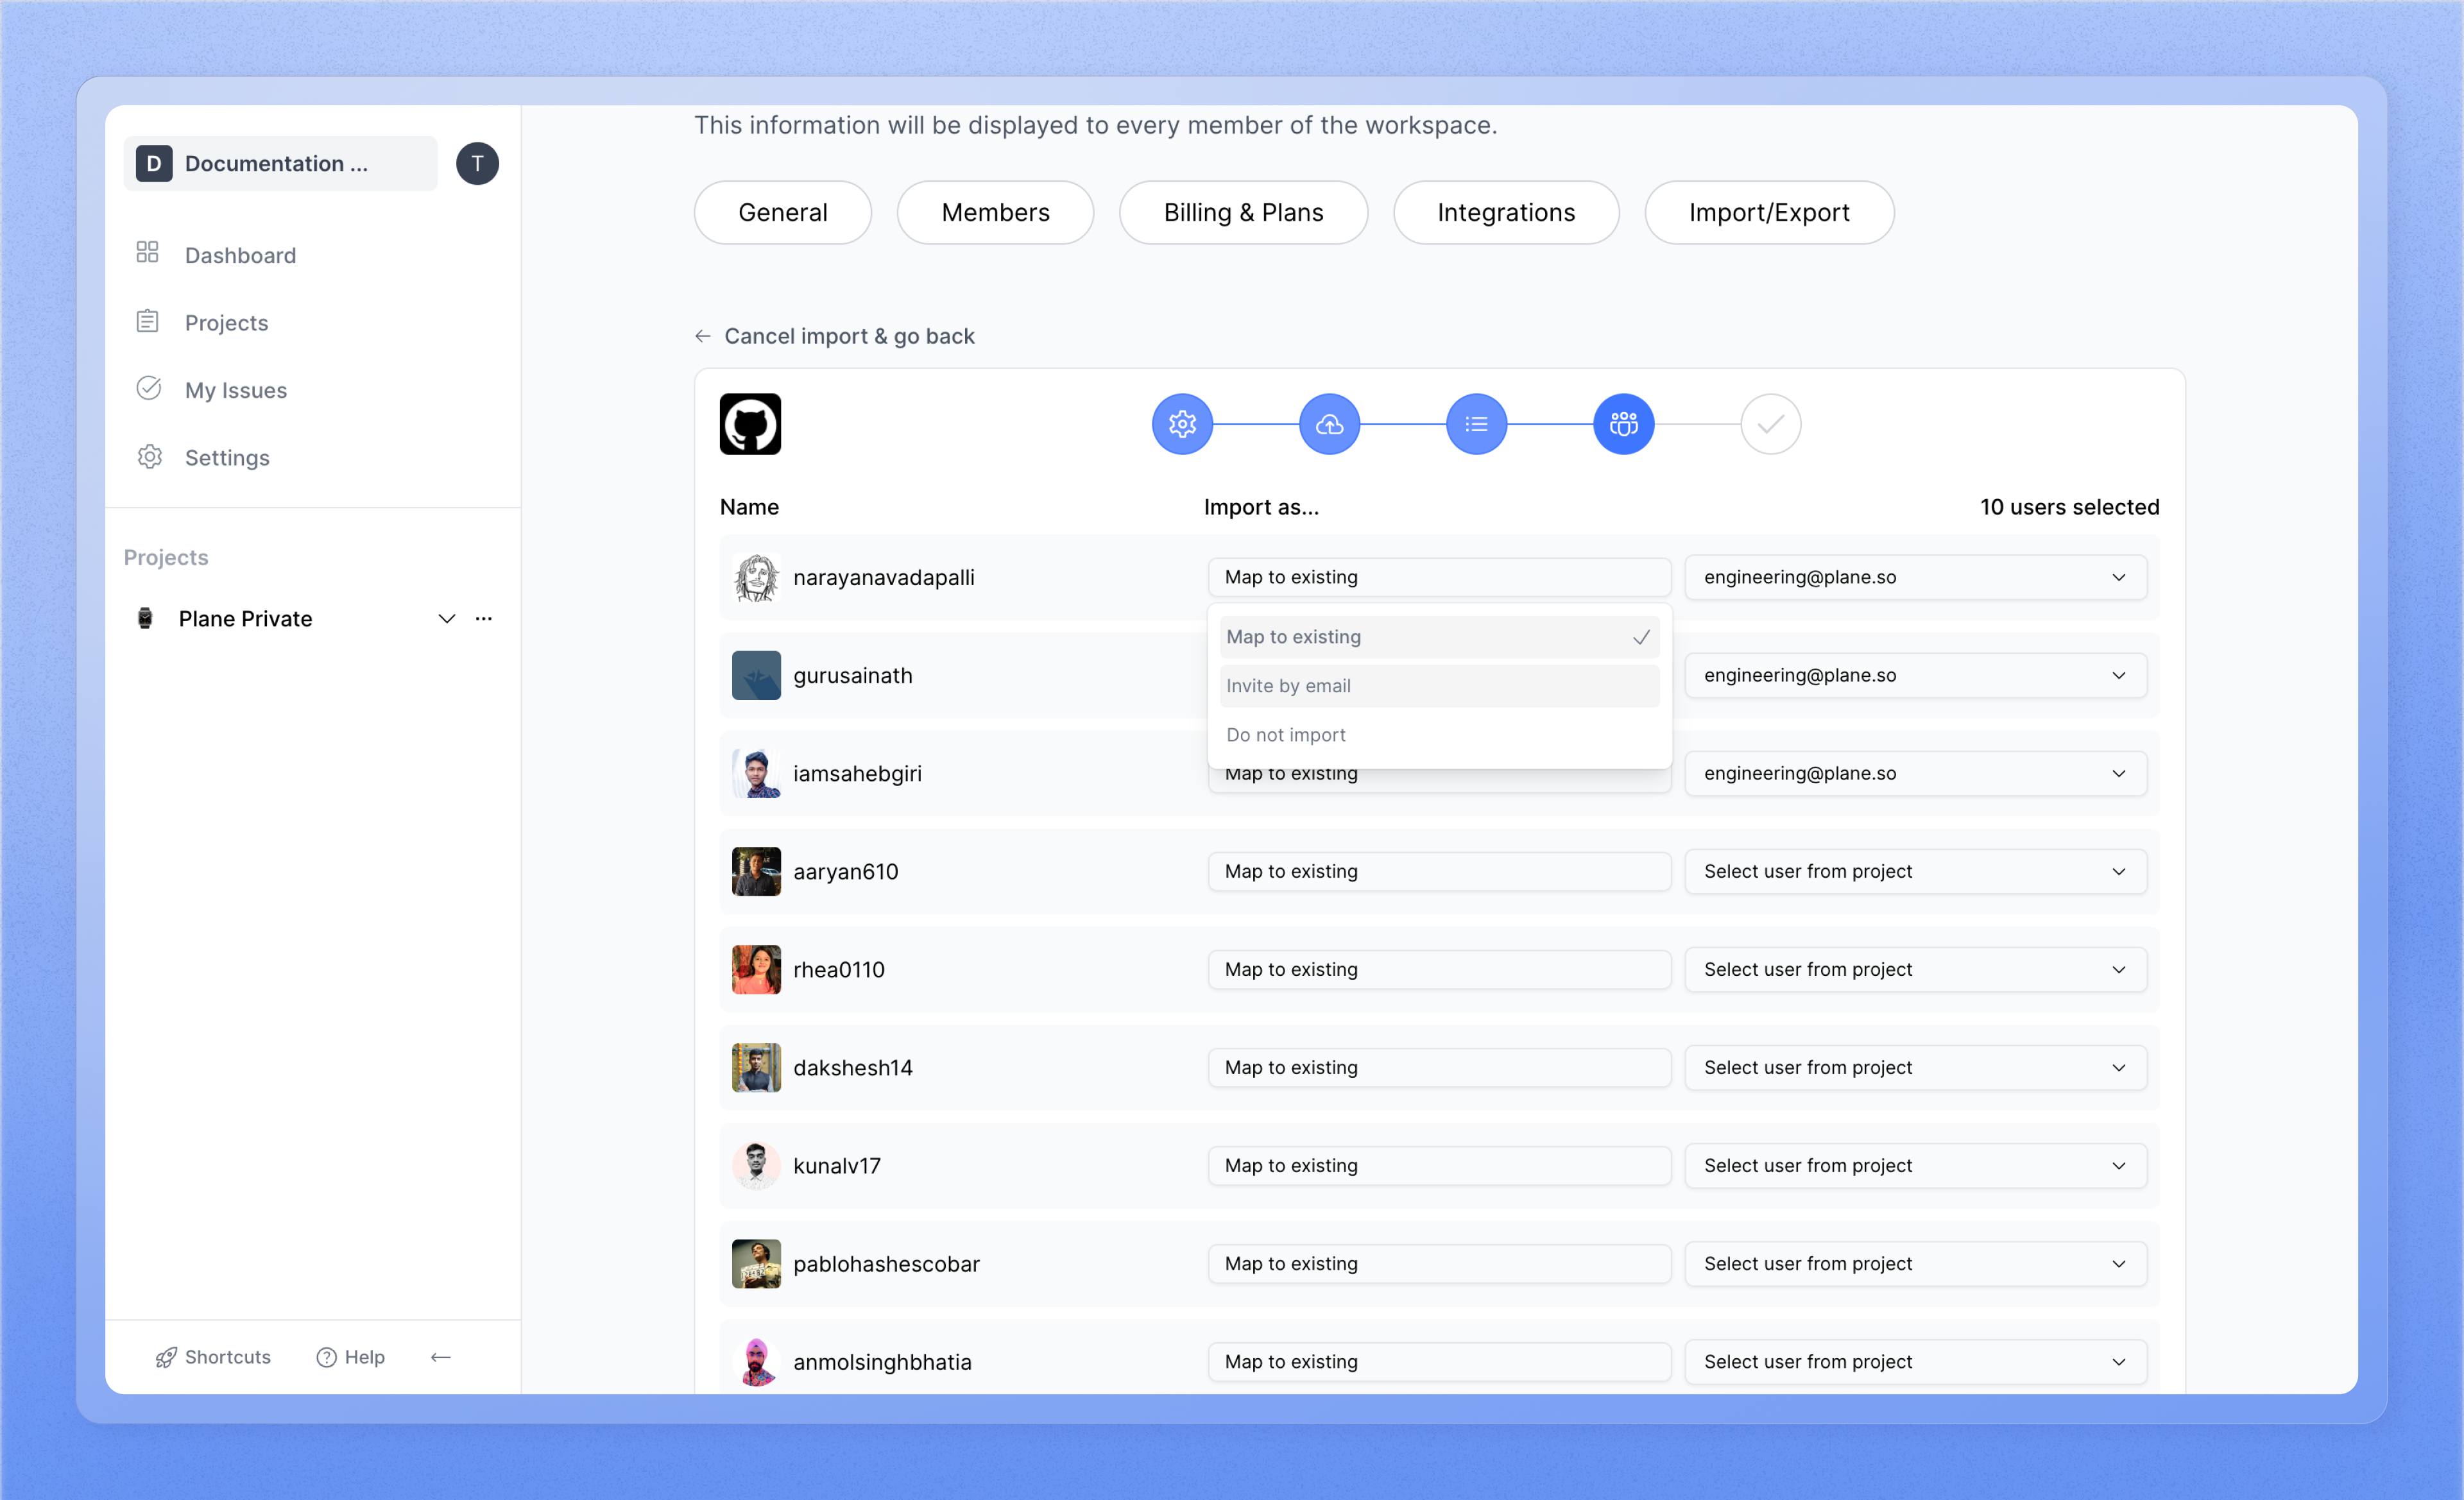 This information will be displayed to every member of the workspace.
D Documentation ... T
General Members Billing & Plans Integrations Import/Export
Dashboard
Projects
My Issues
Settings
Projects
Plane Private
Shortcuts Help
Cancel import & go back
Name Import as... 10 users selected
narayanavadapalli Map to existing engineering@plane.so
Map to existing
Invite by email
Do not import
gurusainath engineering@plane.so
iamsahebgiri Map to existing engineering@plane.so
aaryan610 Map to existing Select user from project
rhea0110 Map to existing Select user from project
dakshesh14 Map to existing Select user from project
kunalv17 Map to existing Select user from project
pablohashescobar Map to existing Select user from project
anmolsinghbhatia Map to existing Select user from project